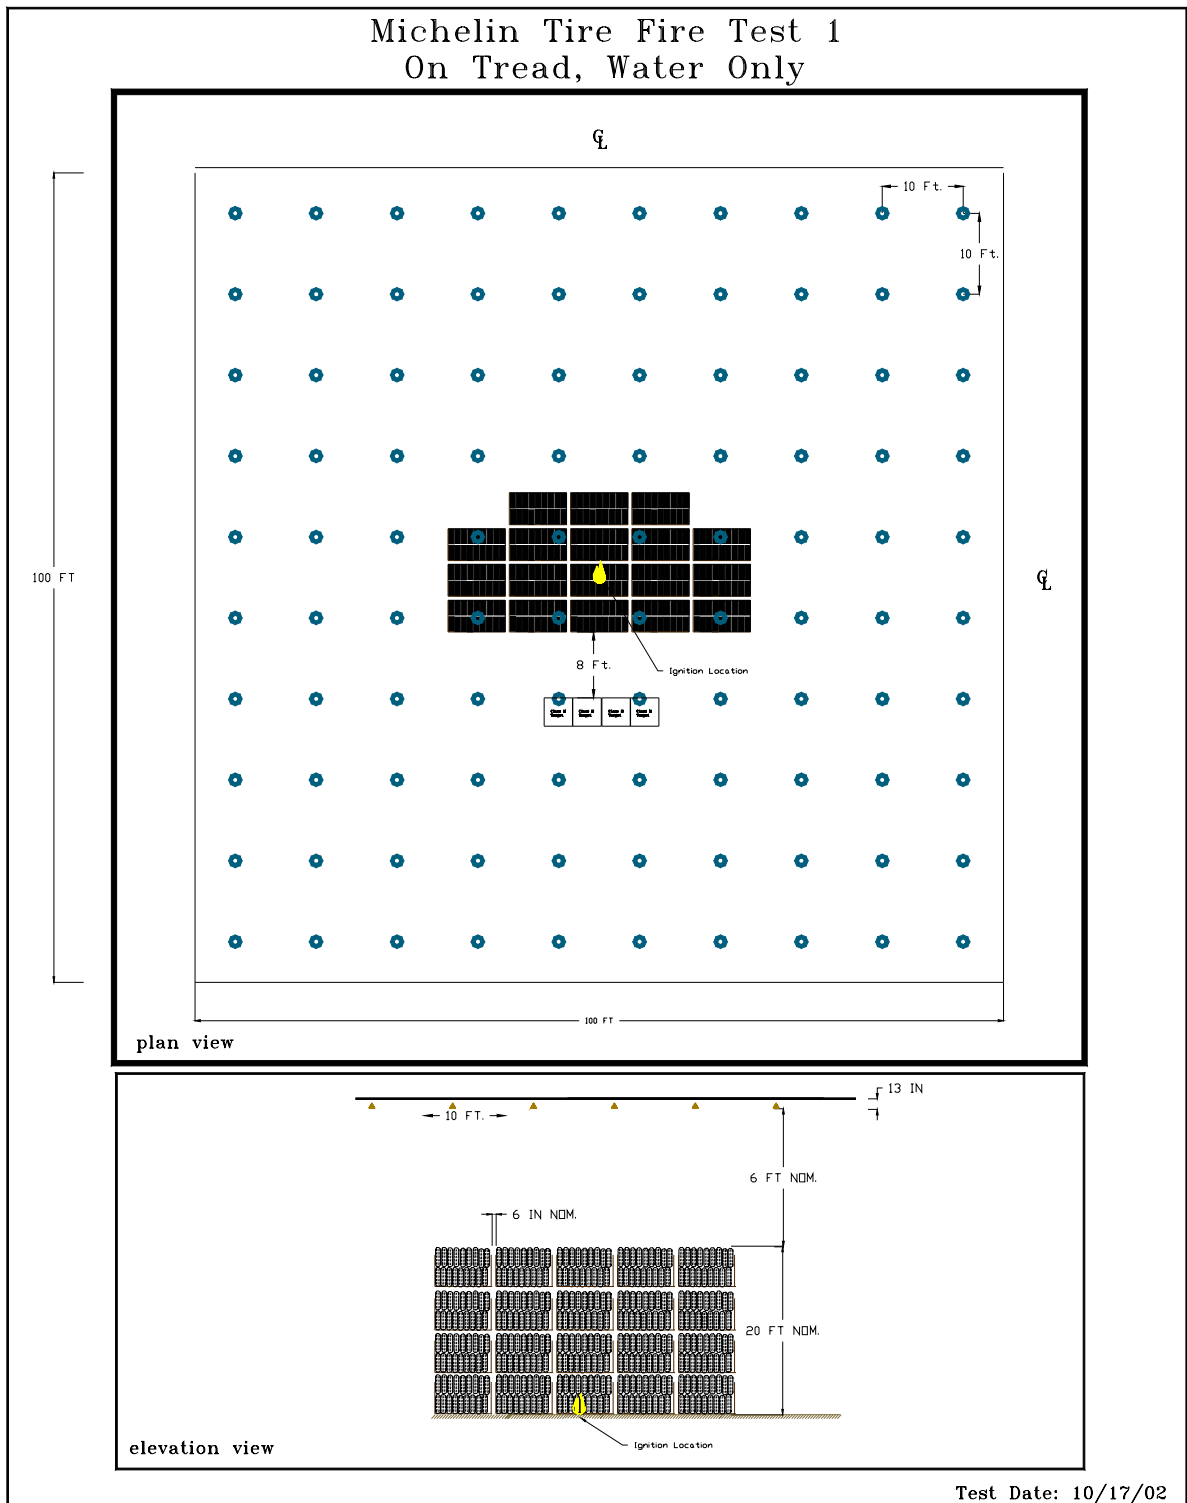 Michelin Tire Fire Test 1
On Tread, Water Only
℄
10 Ft.
10 Ft.
100 FT
℄
8 Ft.
Ignition Location
100 FT
plan view
13 IN
10 FT.
6 FT NOM.
6 IN NOM.
20 FT NOM.
Ignition Location
elevation view
Test Date: 10/17/02